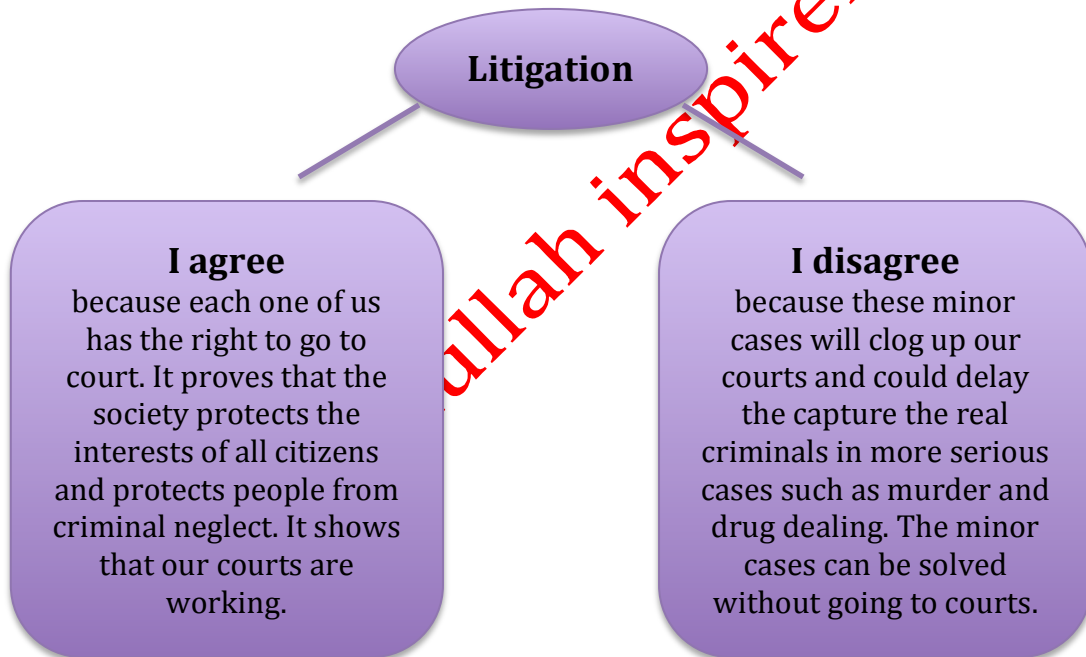 Litigation
ullah inspire
I agree
because each one of us
has the right to go to
court. It proves that the
society protects the
interests of all citizens
and protects people from
criminal neglect. It shows
that our courts are
working.
I disagree
because these minor
cases will clog up our
courts and could delay
the capture the real
criminals in more serious
cases such as murder and
drug dealing. The minor
cases can be solved
without going to courts.